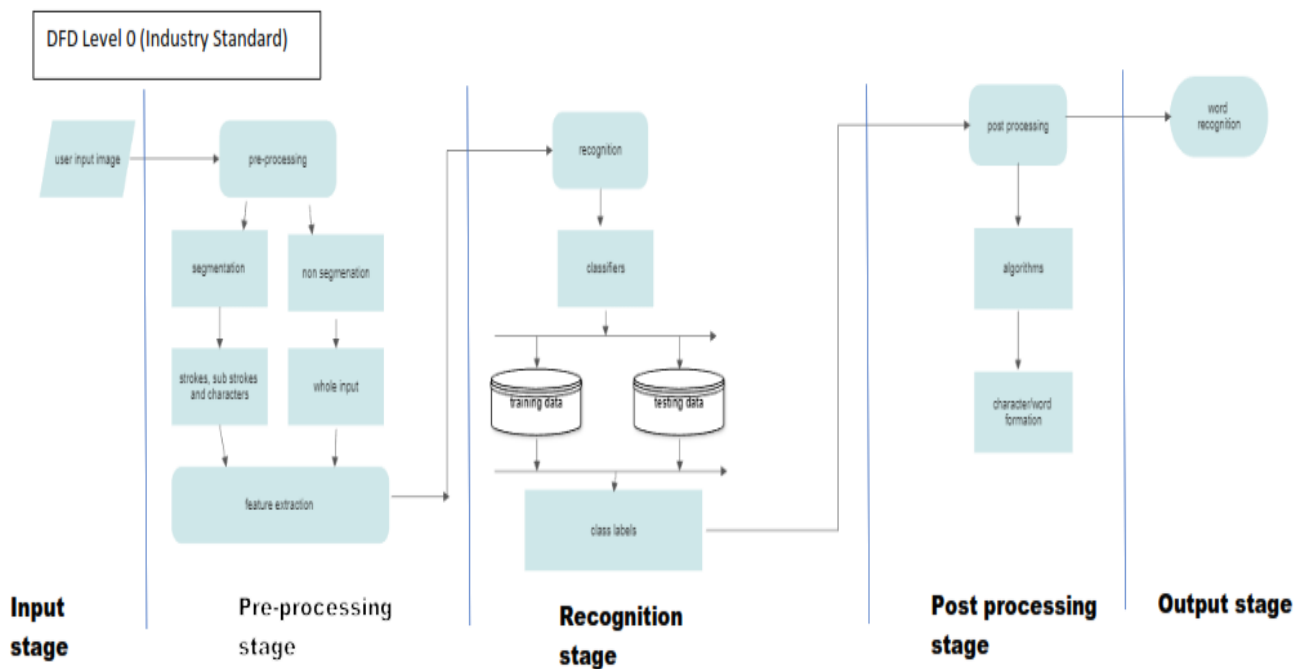 DFD Level 0 (Industry Standard)
user input image
pre-processing
segmentation
non segmenation
strokes, sub strokes
and characters
whole input
feature extraction
recognition
classifiers
training data
testing data
class labels
post processing
algorithms
character/word
formation
word
recognition
Input
stage
Pre-processing
stage
Recognition
stage
Post processing
stage
Output stage